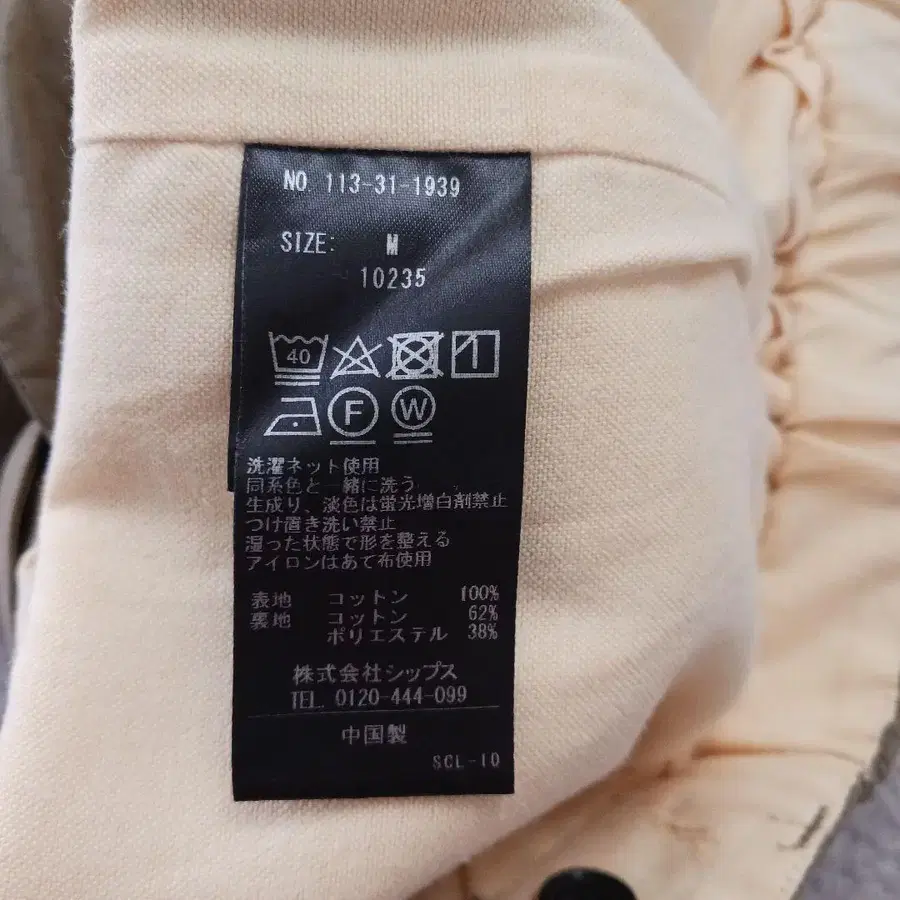 NO 113-31-1939
SIZE: M
10235
40
F W
洗濯ネット使用
同系色と一緒に洗う
生成り、淡色は蛍光増白剤禁止
つけ置き洗い禁止
湿った状態で形を整える
アイロンはあて布使用
表地 コットン 100%
裏地 コットン 62%
ポリエステル 38%
株式会社シップス
TEL. 0120-444-099
中国製
SCL-10